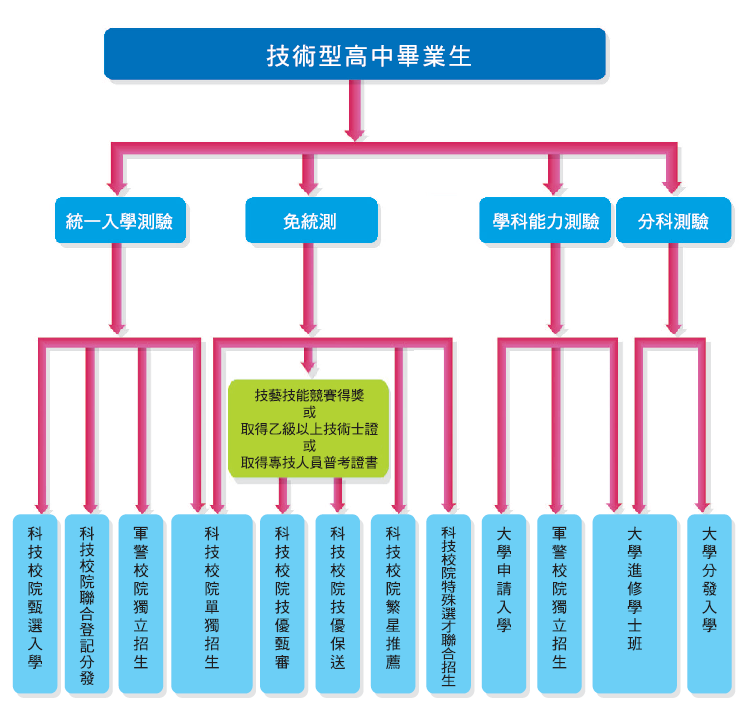 技術型高中畢業生
統一入學測驗
免統測
學科能力測驗
分科測驗
技藝技能競賽得獎
或
取得乙級以上技術士證
或
取得專技人員普考證書
科技校院甄選入學
科技校院聯合登記分發
軍警校院獨立招生
科技校院單獨招生
科技校院技優甄審
科技校院技優保送
科技校院繁星推薦
科技校院特殊選才聯合招生
大學申請入學
軍警校院獨立招生
大學進修學士班
大學分發入學